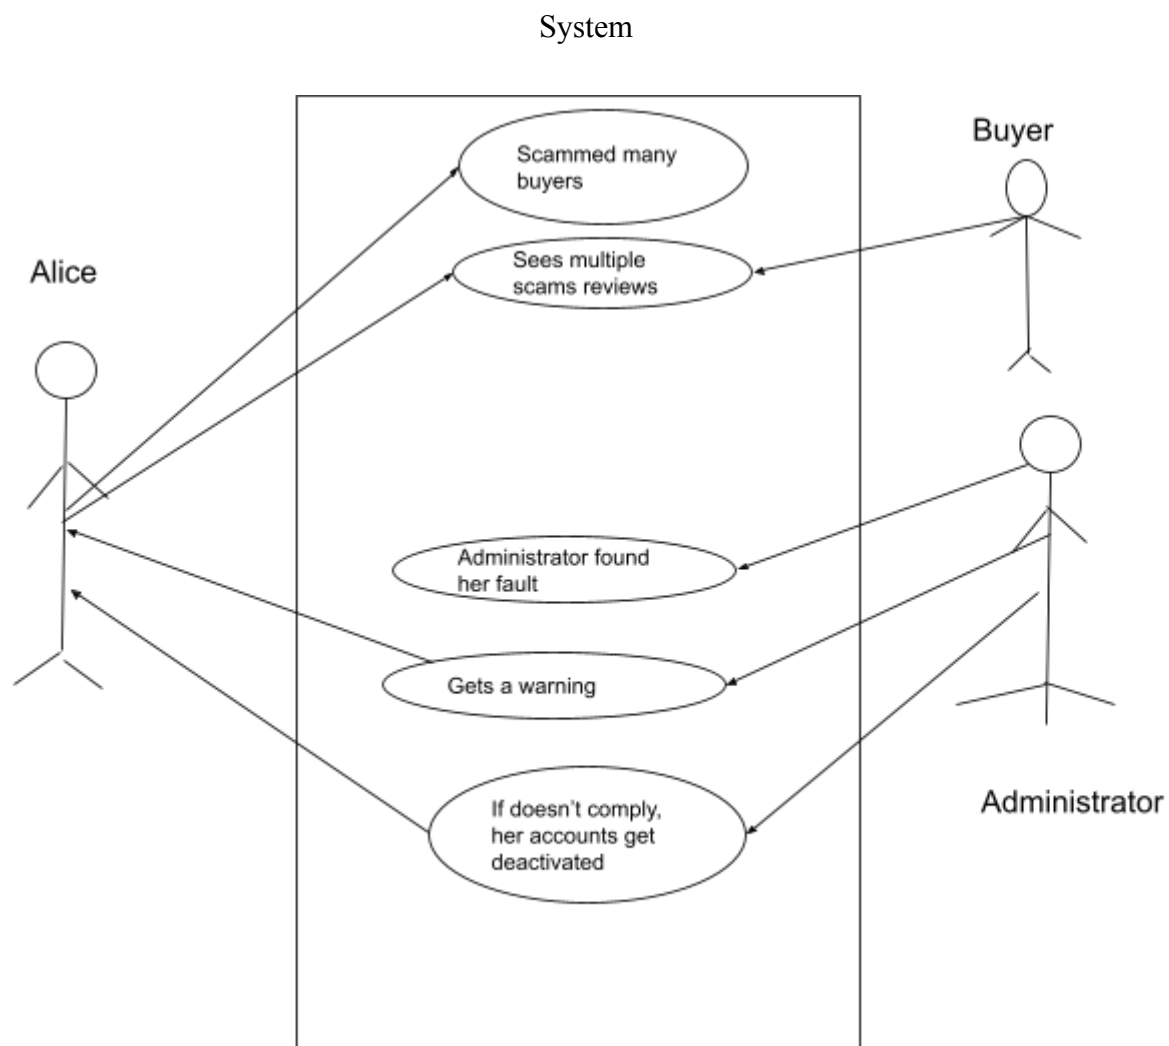 System
Buyer
Scammed many
buyers
Alice
Sees multiple
scams reviews
Administrator found
her fault
Gets a warning
Administrator
If doesn’t comply,
her accounts get
deactivated